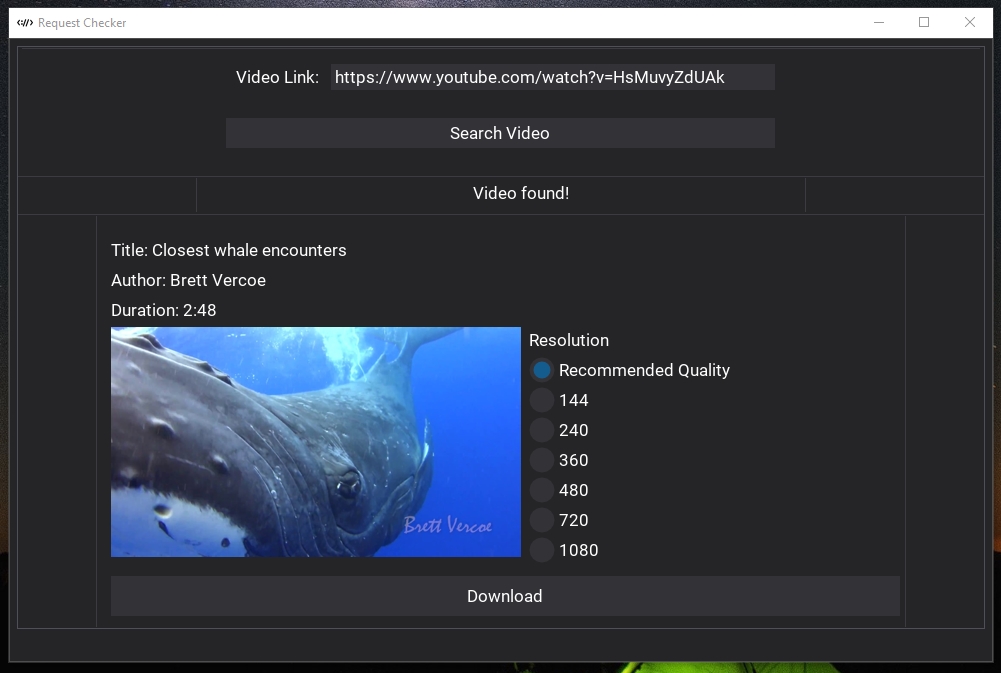 Request Checker
Video Link: https://www.youtube.com/watch?v=HsMuvyZdUAk
Search Video
Video found!
Title: Closest whale encounters
Author: Brett Vercoe
Duration: 2:48
Resolution
Recommended Quality
144
240
360
480
720
1080
Brett Vercoe
Download